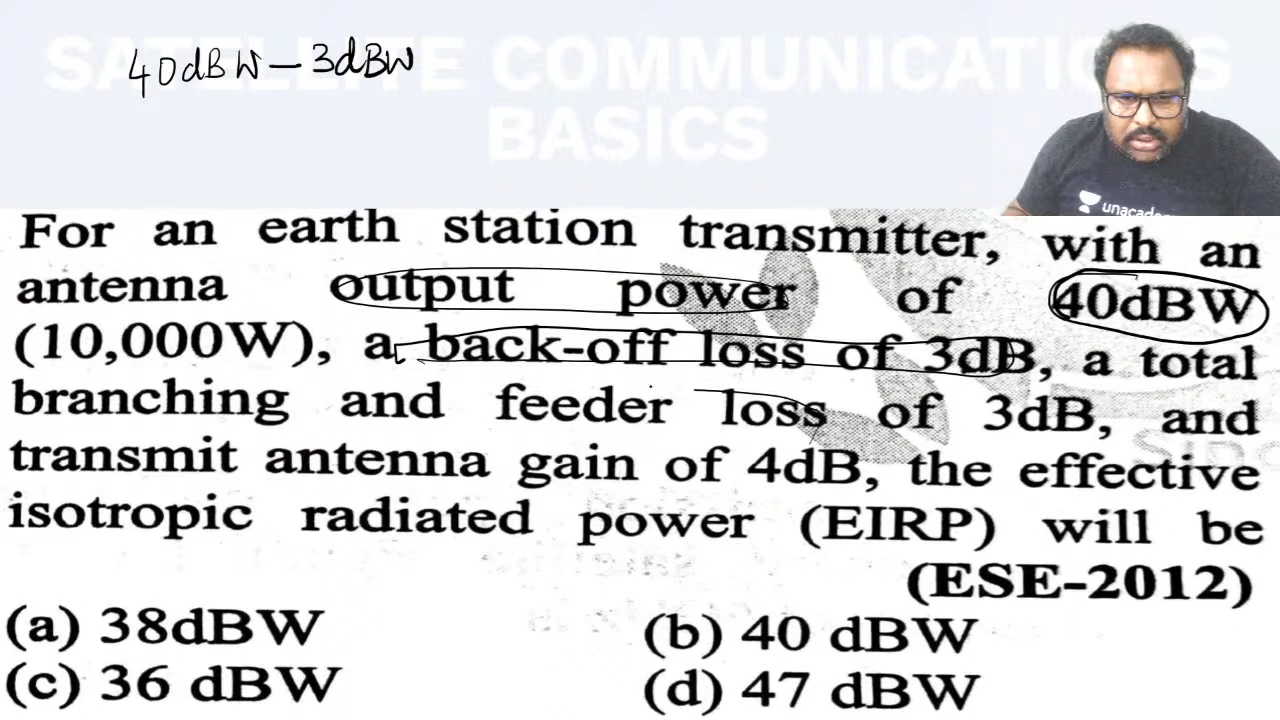 SATELLITE COMMUNICATIONS
BASICS
40dBW – 3dBW
unacade
For an earth station transmitter, with an
antenna output power of 40dBW
(10,000W), a back-off loss of 3dB, a total
branching and feeder loss of 3dB, and
transmit antenna gain of 4dB, the effective
isotropic radiated power (EIRP) will be
(ESE-2012)
(a) 38dBW (b) 40 dBW
(c) 36 dBW (d) 47 dBW